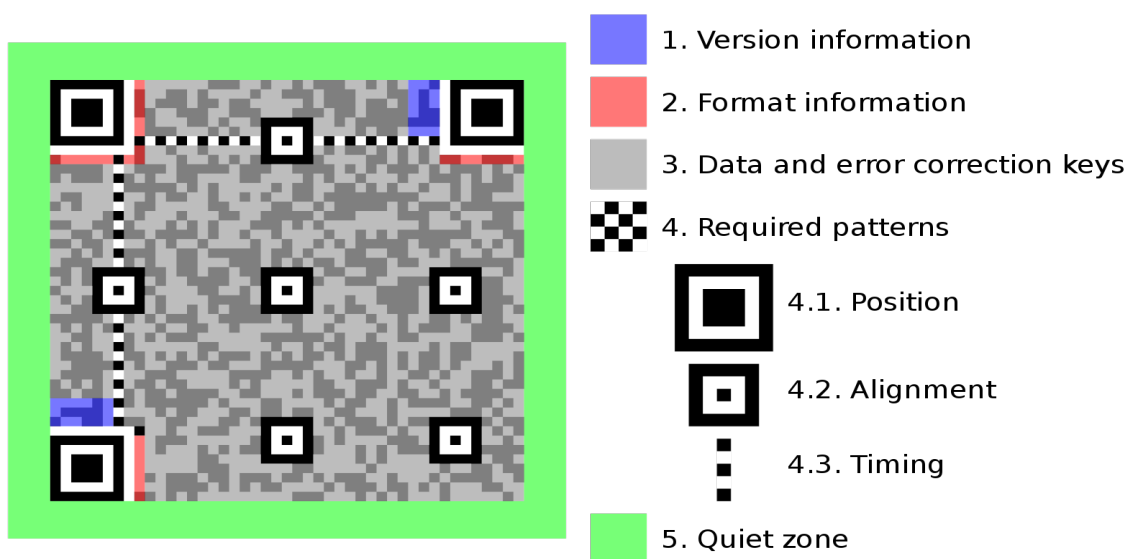 1. Version information
2. Format information
3. Data and error correction keys
4. Required patterns
4.1. Position
4.2. Alignment
4.3. Timing
5. Quiet zone